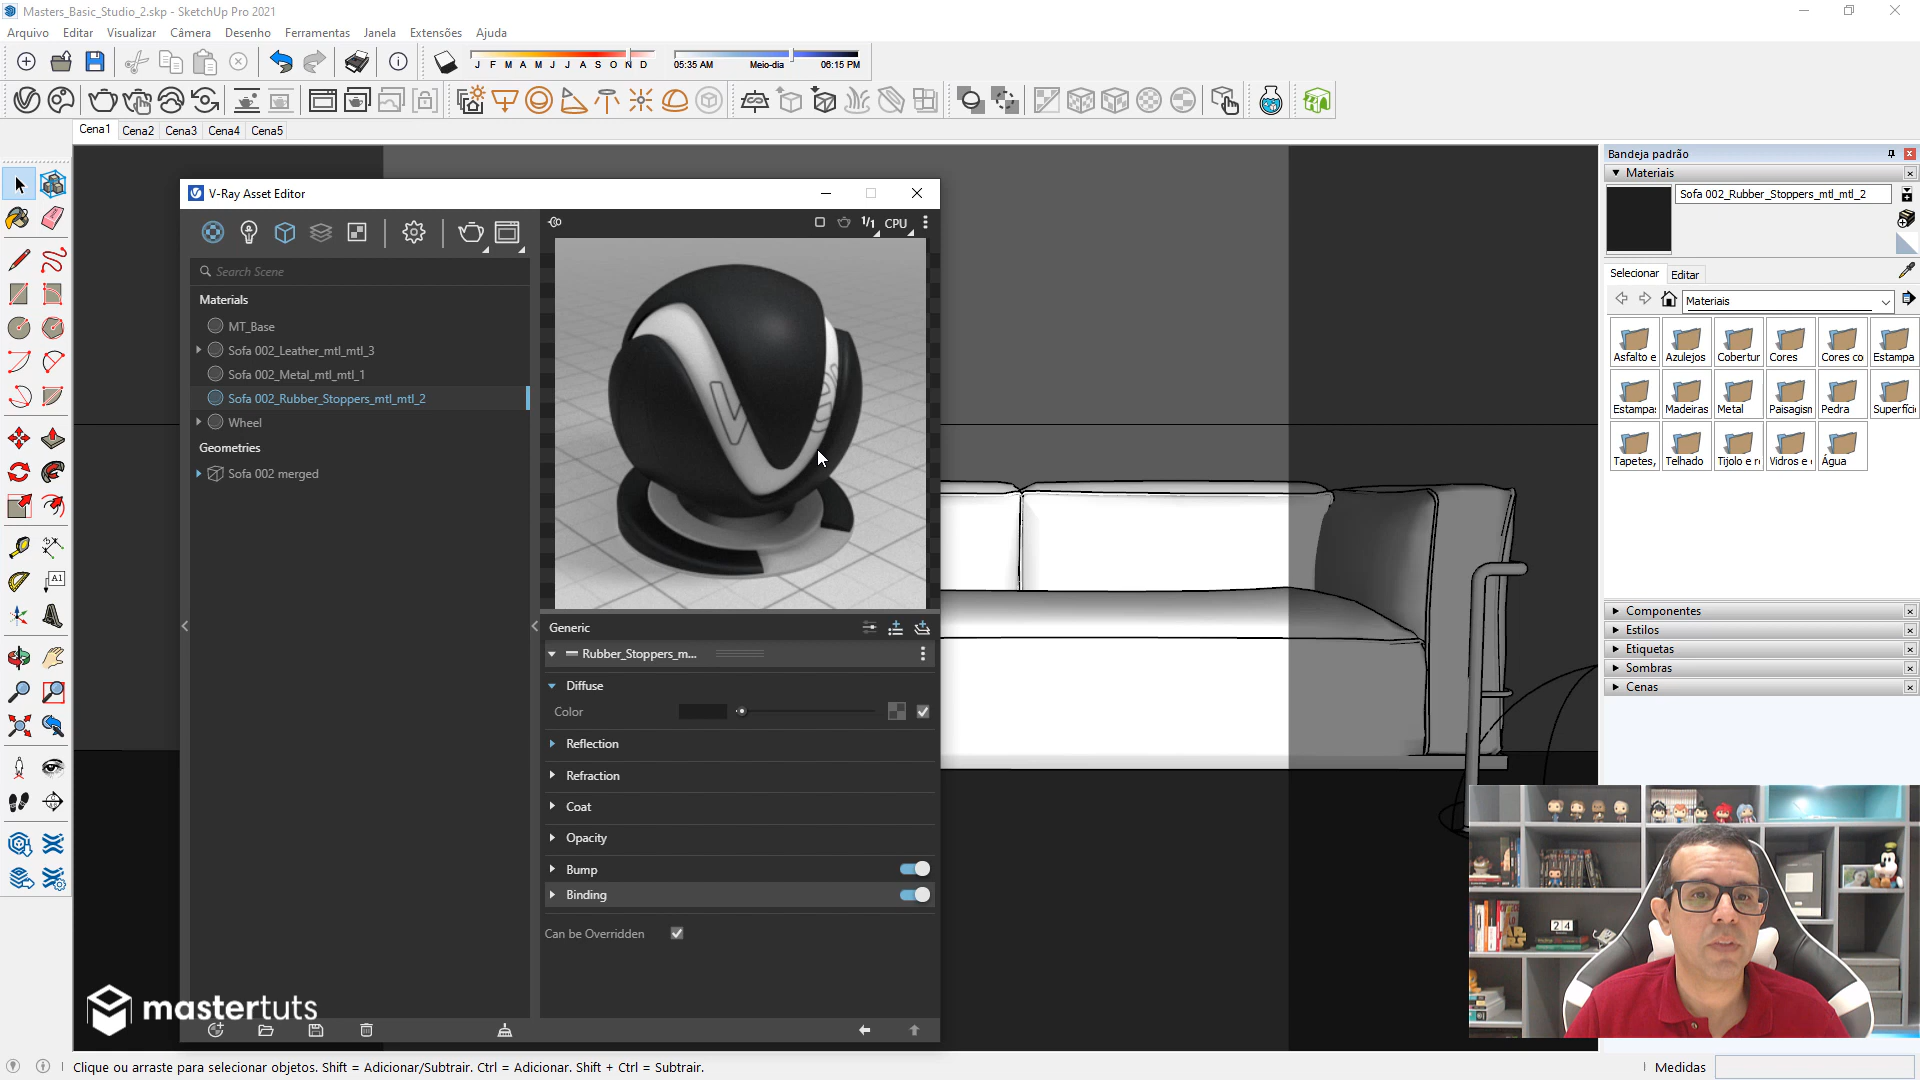 Masters_Basic_Studio_2.skp - SketchUp Pro 2021
Arquivo Editar Visualizar Câmera Desenho Ferramentas Janela Extensões Ajuda
J F M A M J J A S O N D
05:35 AM Meio-dia 06:15 PM
Cena1 Cena2 Cena3 Cena4 Cena5
Bandeja padrão
Materiais
Sofa 002_Rubber_Stoppers_mtl_mtl_2
Selecionar Editar
Materiais
Asfalto e Azulejos Cobertur Cores Cores co Estampa
Estampa: Madeiras Metal Paisagisn Pedra Superfíci
Tapetes, Telhado Tijolo e r Vidros e Água
Componentes
Estilos
Etiquetas
Sombras
Cenas
V-Ray Asset Editor
1/1 CPU
Search Scene
Materials
MT_Base
Sofa 002_Leather_mtl_mtl_3
Sofa 002_Metal_mtl_mtl_1
Sofa 002_Rubber_Stoppers_mtl_mtl_2
Wheel
Geometries
Sofa 002 merged
Generic
Rubber_Stoppers_m...
Diffuse
Color
Reflection
Refraction
Coat
Opacity
Bump
Binding
Can be Overridden
A1
24
mastertuts
Clique ou arraste para selecionar objetos. Shift = Adicionar/Subtrair. Ctrl = Adicionar. Shift + Ctrl = Subtrair.
Medidas